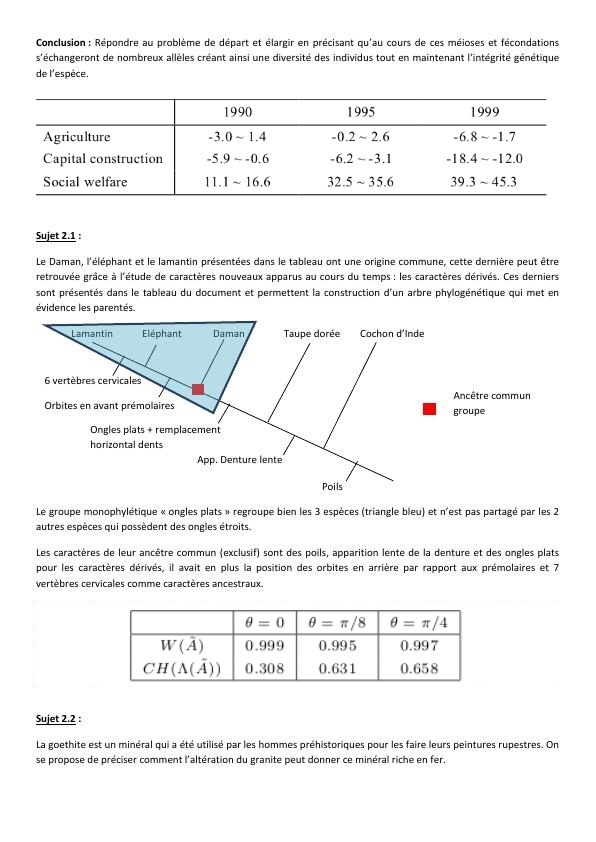 Conclusion : Répondre au problème de départ et élargir en précisant qu'au cours de ces méioses et fécondations
s'échangeront de nombreux allèles créant ainsi une diversité des individus tout en maintenant l'intégrité génétique
de l'espèce.
1990 1995 1999
Agriculture -3.0 ~ 1.4 -0.2 ~ 2.6 -6.8 ~ -1.7
Capital construction -5.9 ~ -0.6 -6.2 ~ -3.1 -18.4 ~ -12.0
Social welfare 11.1 ~ 16.6 32.5 ~ 35.6 39.3 ~ 45.3
Sujet 2.1 :
Le Daman, l'éléphant et le lamantin présentées dans le tableau ont une origine commune, cette dernière peut être
retrouvée grâce à l'étude de caractères nouveaux apparus au cours du temps : les caractères dérivés. Ces derniers
sont présentés dans le tableau du document et permettent la construction d'un arbre phylogénétique qui met en
évidence les parentés.
Lamantin Eléphant Daman Taupe dorée Cochon d'Inde
6 vertèbres cervicales
Orbites en avant prémolaires
Ongles plats + remplacement
horizontal dents
App. Denture lente
Poils
Ancêtre commun
groupe
Le groupe monophylétique « ongles plats » regroupe bien les 3 espèces (triangle bleu) et n'est pas partagé par les 2
autres espèces qui possèdent des ongles étroits.
Les caractères de leur ancêtre commun (exclusif) sont des poils, apparition lente de la denture et des ongles plats
pour les caractères dérivés, il avait en plus la position des orbites en arrière par rapport aux prémolaires et 7
vertèbres cervicales comme caractères ancestraux.
θ = 0 θ = π/8 θ = π/4
W(Ã) 0.999 0.995 0.997
CH(Λ(Ã)) 0.308 0.631 0.658
Sujet 2.2 :
La goethite est un minéral qui a été utilisé par les hommes préhistoriques pour les faire leurs peintures rupestres. On
se propose de préciser comment l'altération du granite peut donner ce minéral riche en fer.